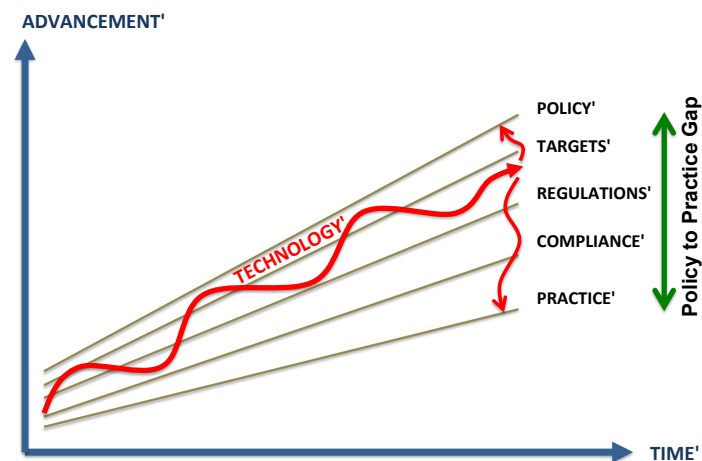 ADVANCEMENT'
POLICY'
TARGETS'
REGULATIONS'
COMPLIANCE'
PRACTICE'
TECHNOLOGY'
Policy to Practice Gap
TIME'